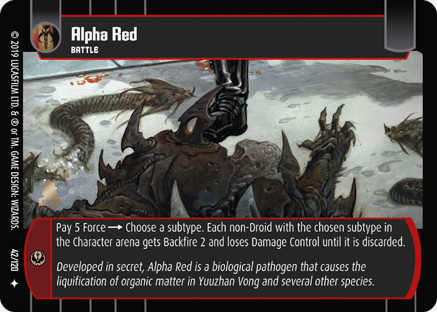 Alpha Red
BATTLE
© 2019 LUCASFILM LTD. & ® or TM. GAME DESIGN: WIZARDS.
42/120
Pay 5 Force → Choose a subtype. Each non-Droid with the chosen subtype in
the Character arena gets Backfire 2 and loses Damage Control until it is discarded.
Developed in secret, Alpha Red is a biological pathogen that causes the
liquification of organic matter in Yuuzhan Vong and several other species.